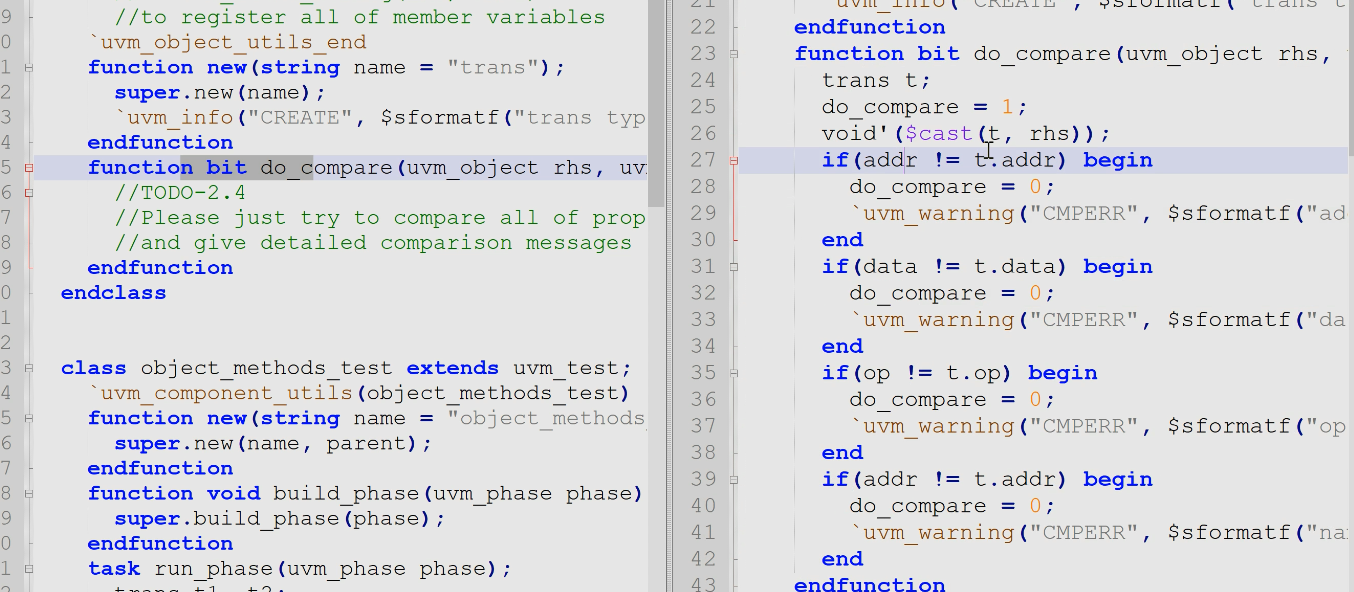 9 //to register all of member variables
0 `uvm_object_utils_end
1 function new(string name = "trans");
2 super.new(name);
3 `uvm_info("CREATE", $sformatf("trans typ
4 endfunction
5 function bit do_compare(uvm_object rhs, uv
6 //TODO-2.4
7 //Please just try to compare all of prop
8 //and give detailed comparison messages
9 endfunction
0 endclass
1
2
3 class object_methods_test extends uvm_test;
4 `uvm_component_utils(object_methods_test)
5 function new(string name = "object_methods
6 super.new(name, parent);
7 endfunction
8 function void build_phase(uvm_phase phase)
9 super.build_phase(phase);
0 endfunction
1 task run_phase(uvm_phase phase);
trans t1, t2;
21 `uvm_info("CREATE", $sformatf("trans t
22 endfunction
23 function bit do_compare(uvm_object rhs,
24 trans t;
25 do_compare = 1;
26 void'($cast(t, rhs));
27 if(addr != t.addr) begin
28 do_compare = 0;
29 `uvm_warning("CMPERR", $sformatf("ad
30 end
31 if(data != t.data) begin
32 do_compare = 0;
33 `uvm_warning("CMPERR", $sformatf("da
34 end
35 if(op != t.op) begin
36 do_compare = 0;
37 `uvm_warning("CMPERR", $sformatf("op
38 end
39 if(addr != t.addr) begin
40 do_compare = 0;
41 `uvm_warning("CMPERR", $sformatf("na
42 end
43 endfunction